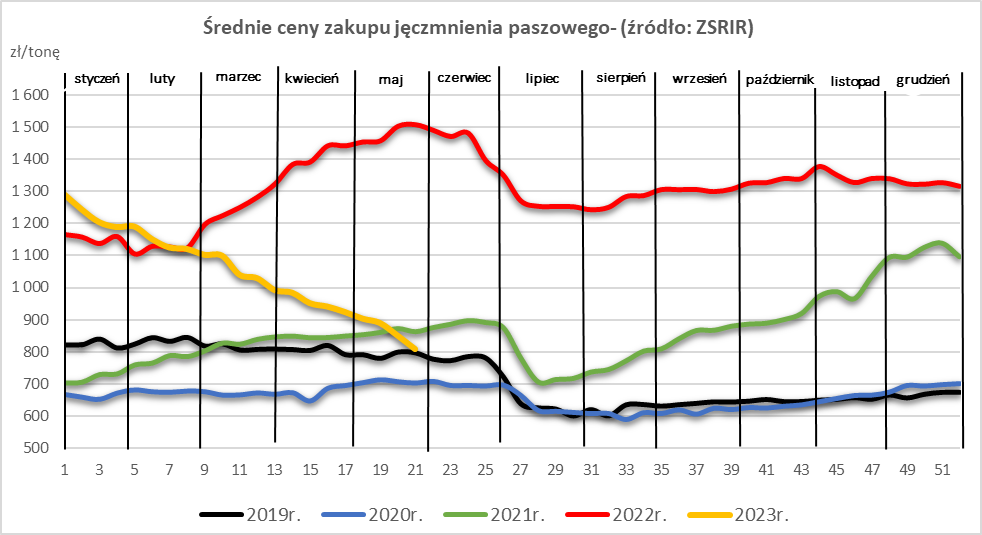 Średnie ceny zakupu jęczmnienia paszowego- (źródło: ZSRIR)
zł/tonę
styczeń luty marzec kwiecień maj czerwiec lipiec sierpień wrzesień październik listopad grudzień
1 600
1 500
1 400
1 300
1 200
1 100
1 000
900
800
700
600
500
1 3 5 7 9 11 13 15 17 19 21 23 25 27 29 31 33 35 37 39 41 43 45 47 49 51
2019r. 2020r. 2021r. 2022r. 2023r.